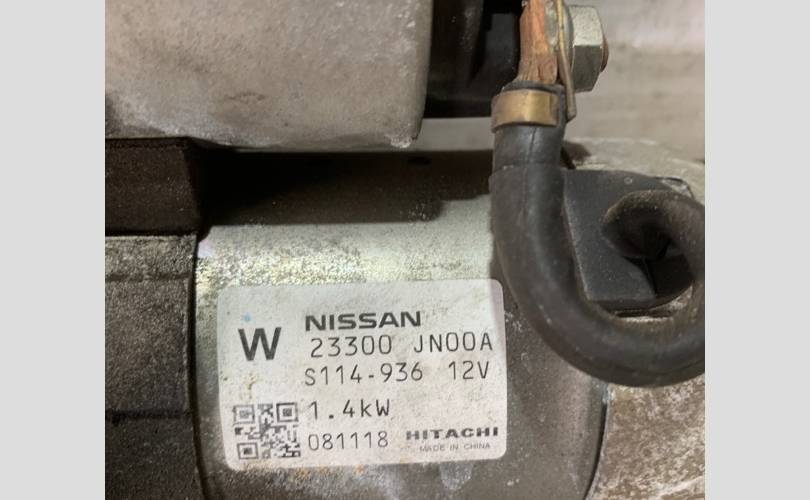 W NISSAN
23300 JN00A
S114-936 12V
1.4kW
081118 HITACHI
MADE IN CHINA